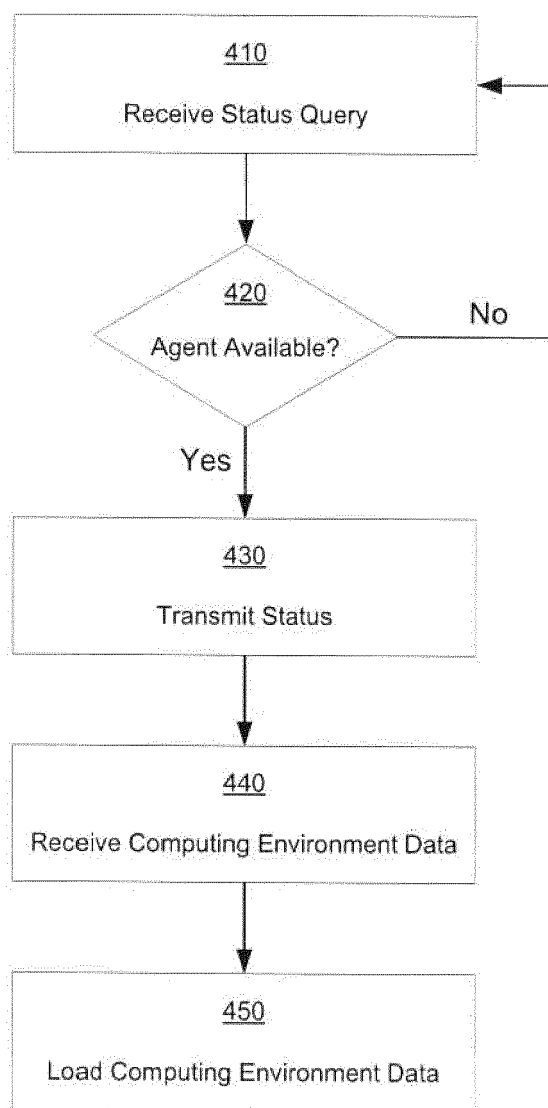 410
Receive Status Query
420
Agent Available?
No
Yes
430
Transmit Status
440
Receive Computing Environment Data
450
Load Computing Environment Data